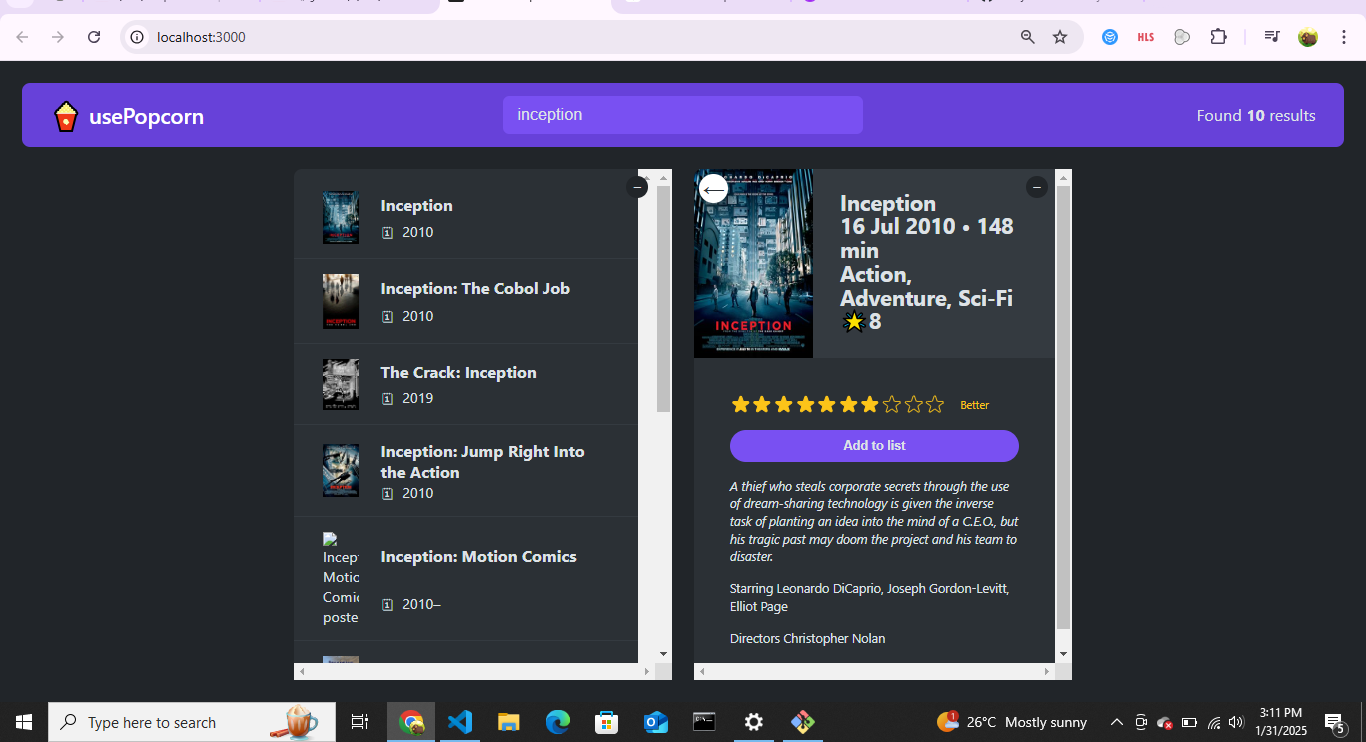 localhost:3000
HLS
usePopcorn
inception
Found 10 results
Inception
2010
Inception: The Cobol Job
2010
The Crack: Inception
2019
Inception: Jump Right Into
the Action
2010
Incep
Motic
Comi
poste
Inception: Motion Comics
2010–
INCEPTION
Inception
16 Jul 2010 • 148
min
Action,
Adventure, Sci-Fi
8
Better
Add to list
A thief who steals corporate secrets through the use
of dream-sharing technology is given the inverse
task of planting an idea into the mind of a C.E.O., but
his tragic past may doom the project and his team to
disaster.
Starring Leonardo DiCaprio, Joseph Gordon-Levitt,
Elliot Page
Directors Christopher Nolan
Type here to search
1
26°C Mostly sunny
3:11 PM
1/31/2025
5